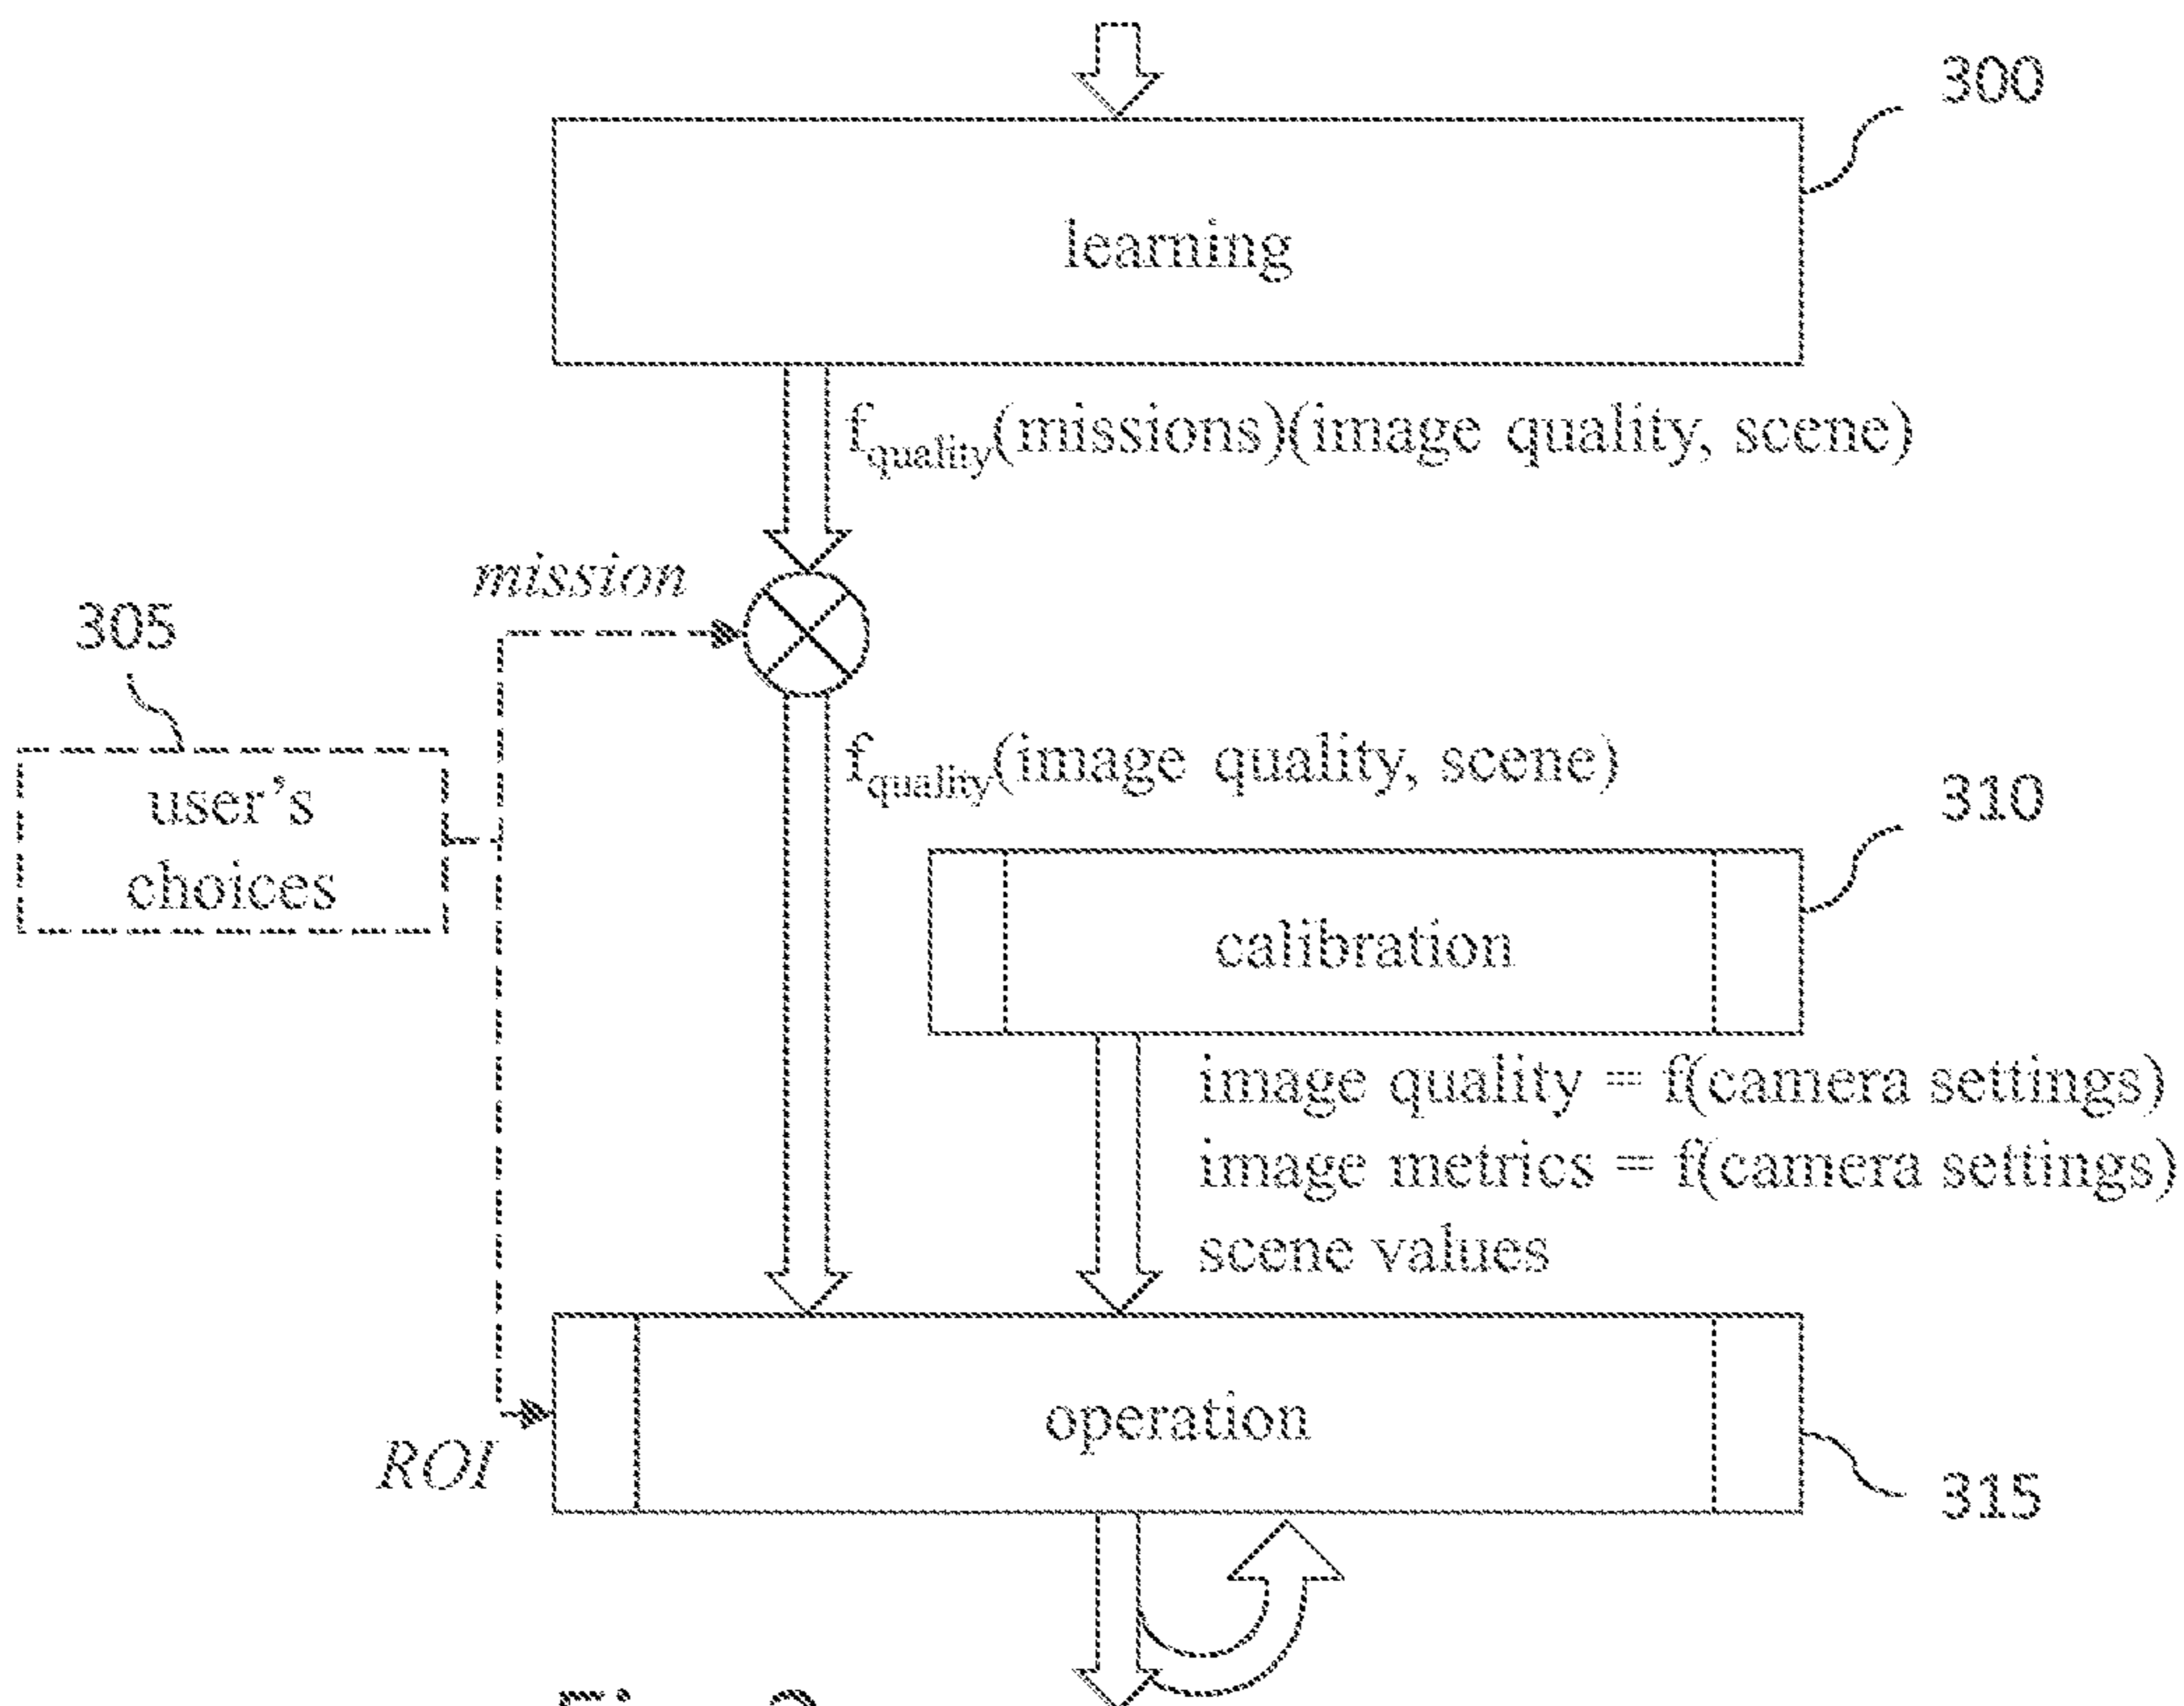 300
learning
f_quality(missions)(image quality, scene)
mission
305
f_quality(image quality, scene)
user's
choices
310
calibration
image quality = f(camera settings)
image metrics = f(camera settings)
scene values
operation
ROI
315